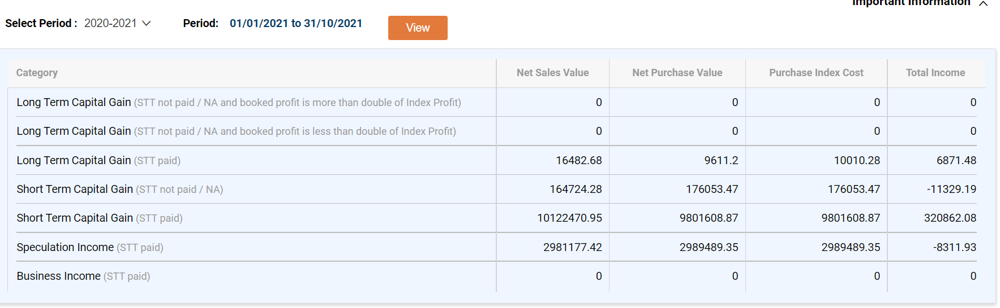 Important Information
Select Period : 2020-2021 Period: 01/01/2021 to 31/10/2021 View
Category Net Sales Value Net Purchase Value Purchase Index Cost Total Income
Long Term Capital Gain (STT not paid / NA and booked profit is more than double of Index Profit) 0 0 0 0
Long Term Capital Gain (STT not paid / NA and booked profit is less than double of Index Profit) 0 0 0 0
Long Term Capital Gain (STT paid) 16482.68 9611.2 10010.28 6871.48
Short Term Capital Gain (STT not paid / NA) 164724.28 176053.47 176053.47 -11329.19
Short Term Capital Gain (STT paid) 10122470.95 9801608.87 9801608.87 320862.08
Speculation Income (STT paid) 2981177.42 2989489.35 2989489.35 -8311.93
Business Income (STT paid) 0 0 0 0